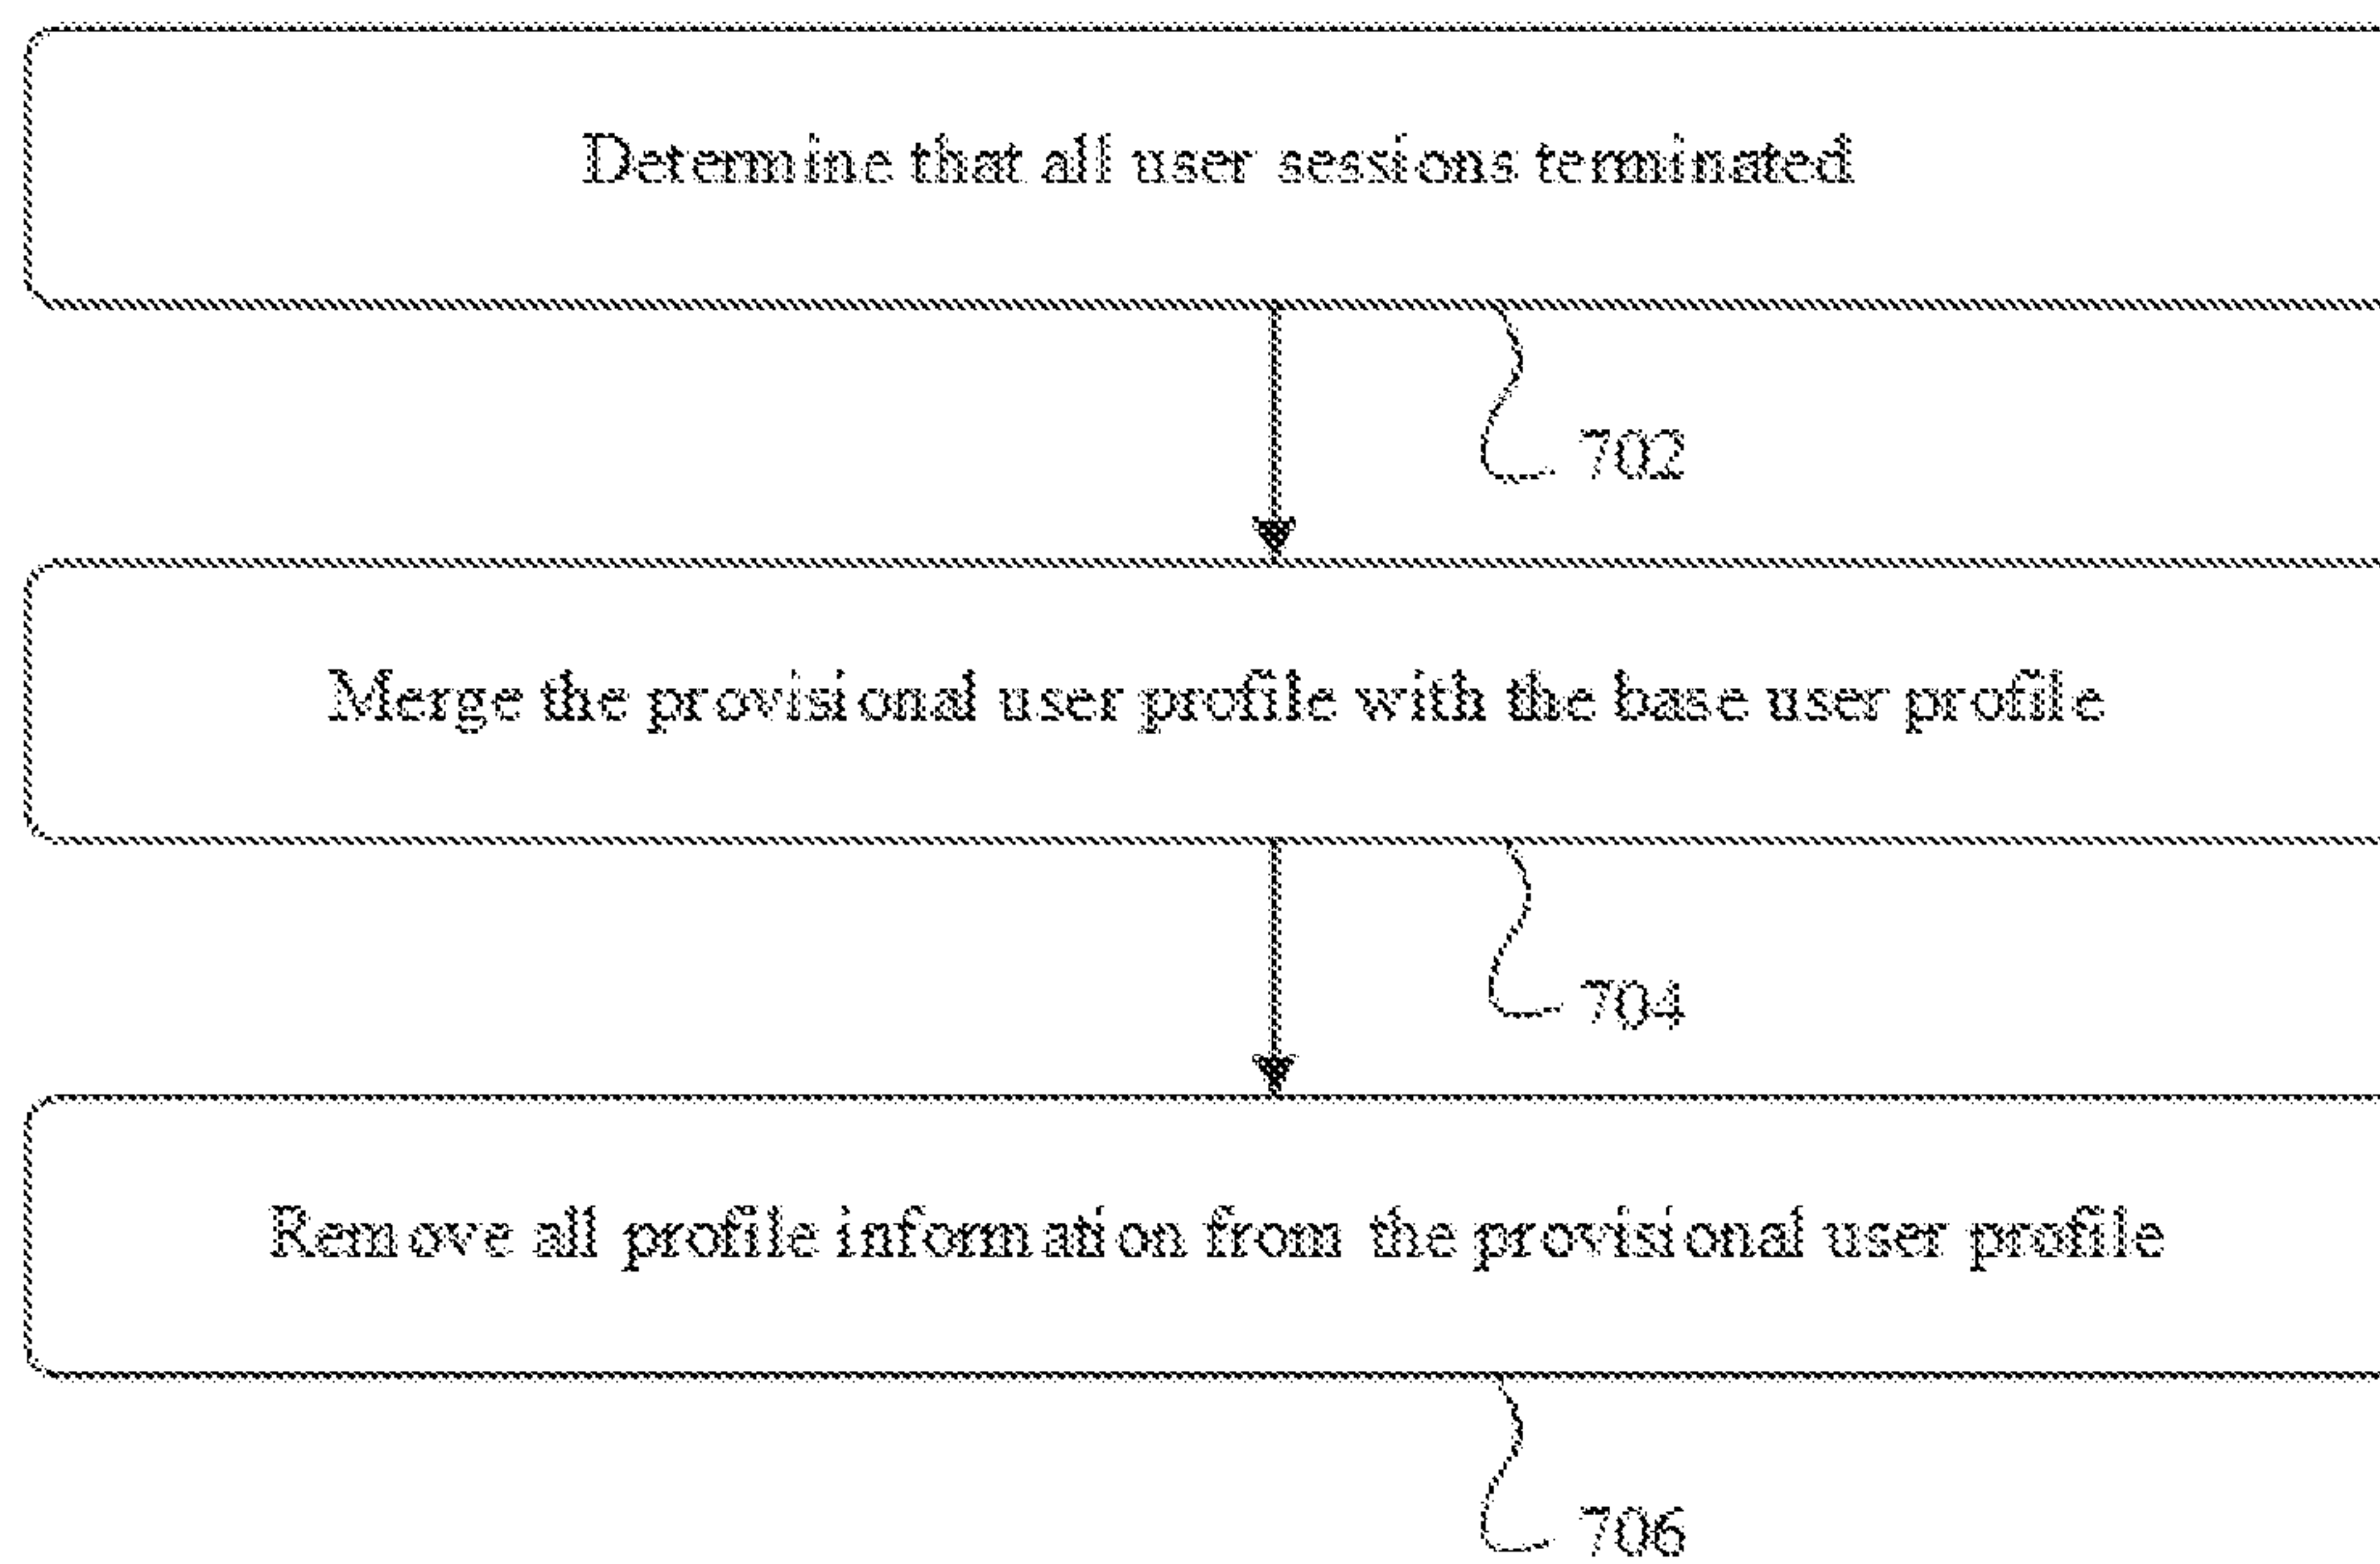 Determine that all user sessions terminated
702
Merge the provisional user profile with the base user profile
704
Remove all profile information from the provisional user profile
706